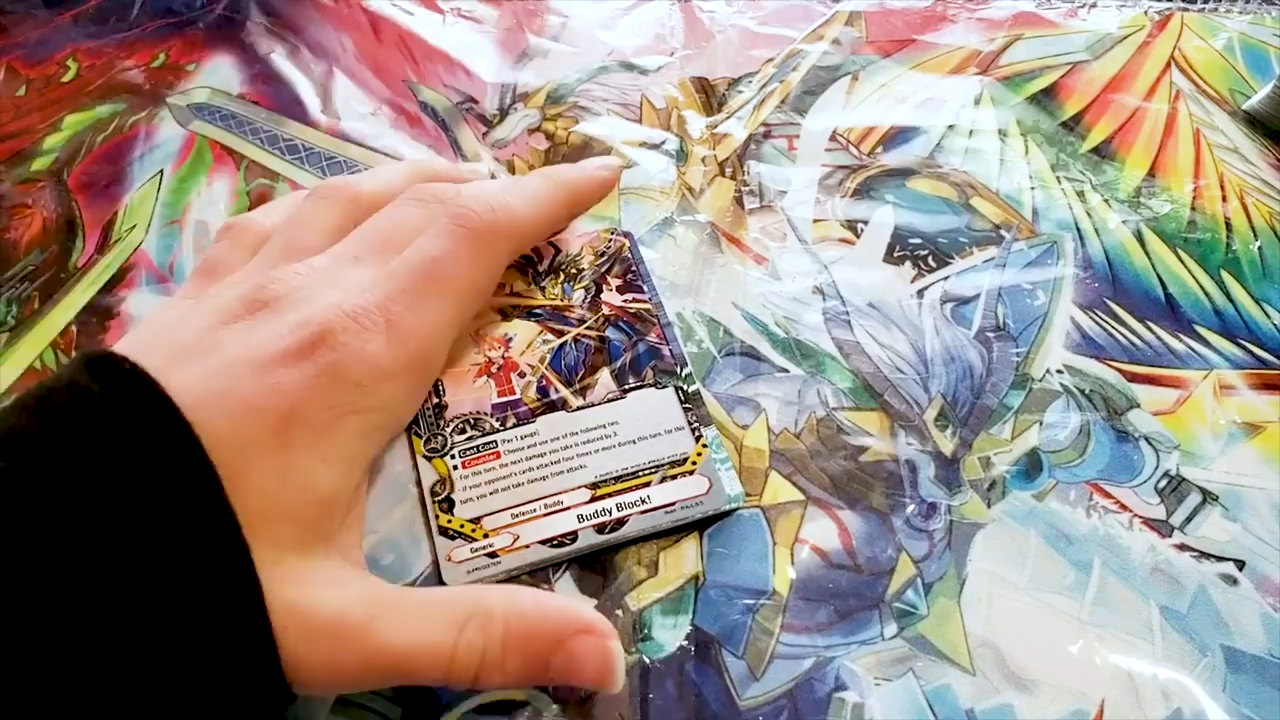 ■ Cast Cost [Pay 1 gauge]
■ Counter Choose and use one of the following two.
· For this turn, the next damage you take is reduced by 3.
· If your opponent's cards attacked four times or more during this turn, for this
turn, you will not take damage from attacks.
Defense / Buddy
Buddy Block!
Generic